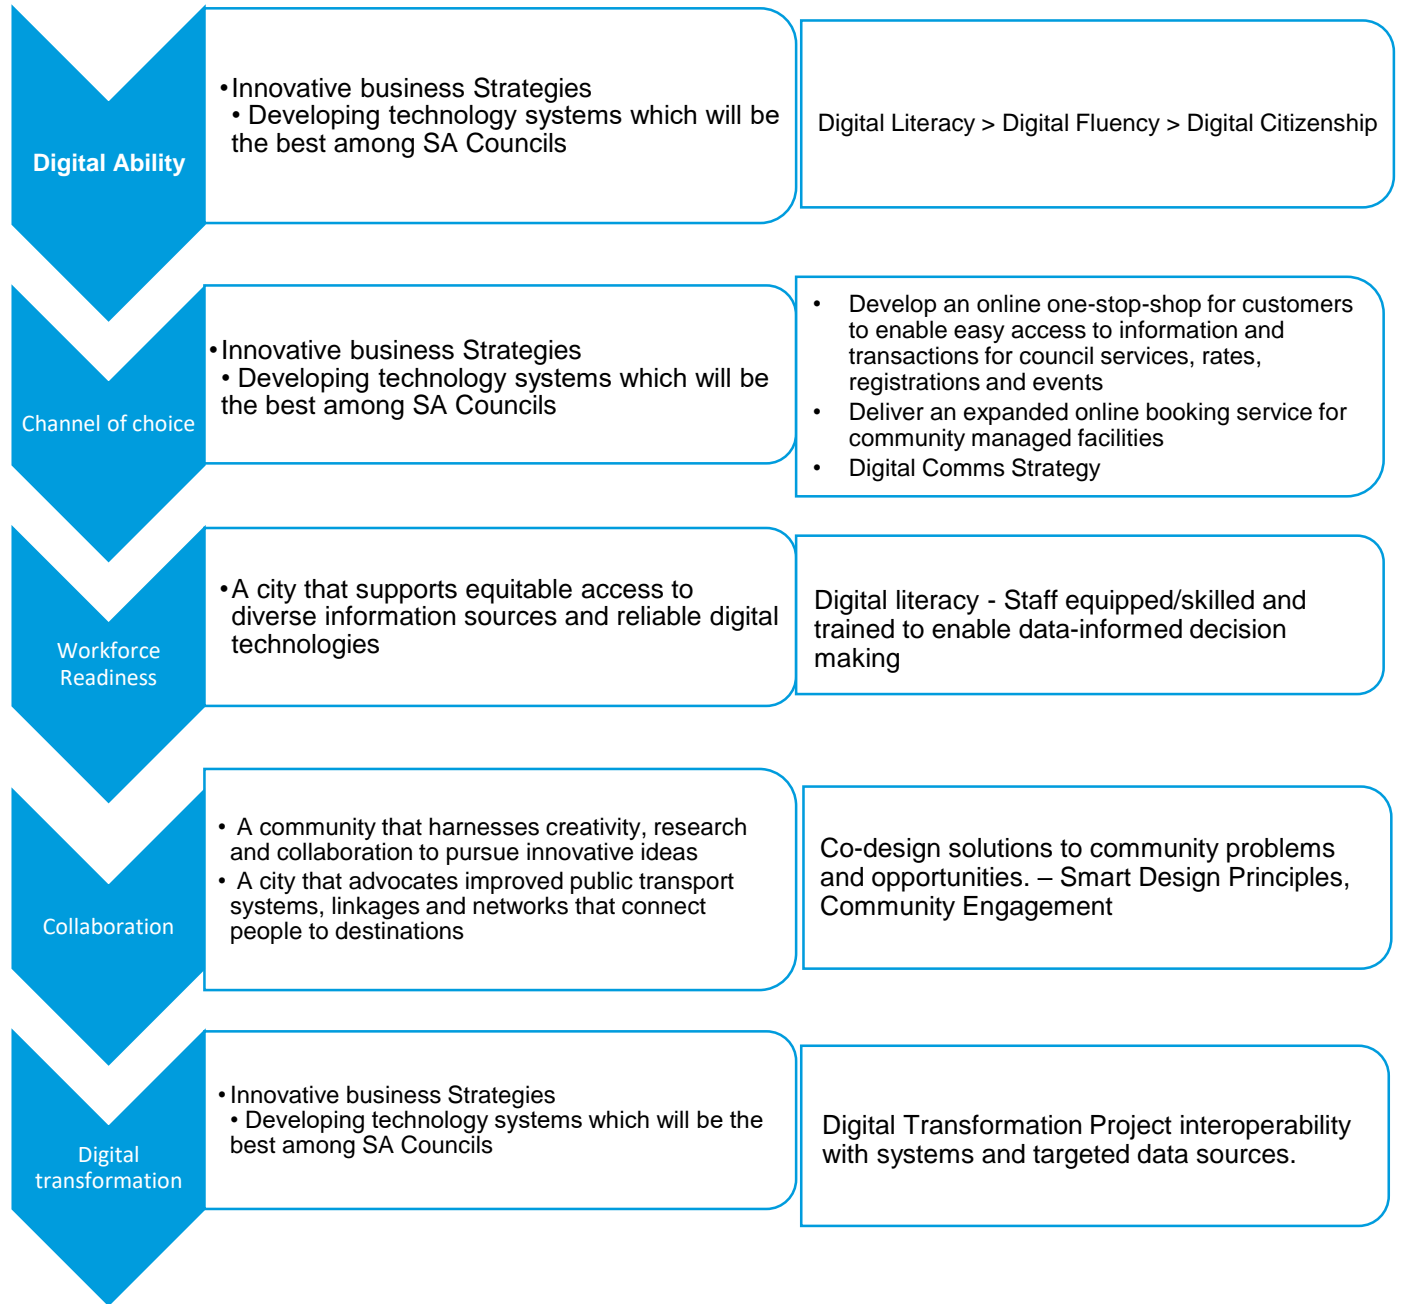 Digital Ability
•Innovative business Strategies
• Developing technology systems which will be
the best among SA Councils
Digital Literacy > Digital Fluency > Digital Citizenship
Channel of choice
•Innovative business Strategies
• Developing technology systems which will be
the best among SA Councils
• Develop an online one-stop-shop for customers
to enable easy access to information and
transactions for council services, rates,
registrations and events
• Deliver an expanded online booking service for
community managed facilities
• Digital Comms Strategy
Workforce
Readiness
•A city that supports equitable access to
diverse information sources and reliable digital
technologies
Digital literacy - Staff equipped/skilled and
trained to enable data-informed decision
making
Collaboration
• A community that harnesses creativity, research
and collaboration to pursue innovative ideas
• A city that advocates improved public transport
systems, linkages and networks that connect
people to destinations
Co-design solutions to community problems
and opportunities. – Smart Design Principles,
Community Engagement
Digital
transformation
• Innovative business Strategies
• Developing technology systems which will be the
best among SA Councils
Digital Transformation Project interoperability
with systems and targeted data sources.